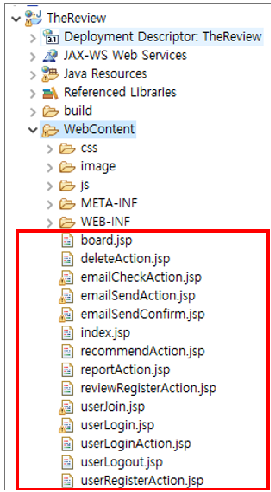 TheReview
Deployment Descriptor: TheReview
JAX-WS Web Services
Java Resources
Referenced Libraries
build
WebContent
css
image
js
META-INF
WEB-INF
board.jsp
deleteAction.jsp
emailCheckAction.jsp
emailSendAction.jsp
emailSendConfirm.jsp
index.jsp
recommendAction.jsp
reportAction.jsp
reviewRegisterAction.jsp
userJoin.jsp
userLogin.jsp
userLoginAction.jsp
userLogout.jsp
userRegisterAction.jsp